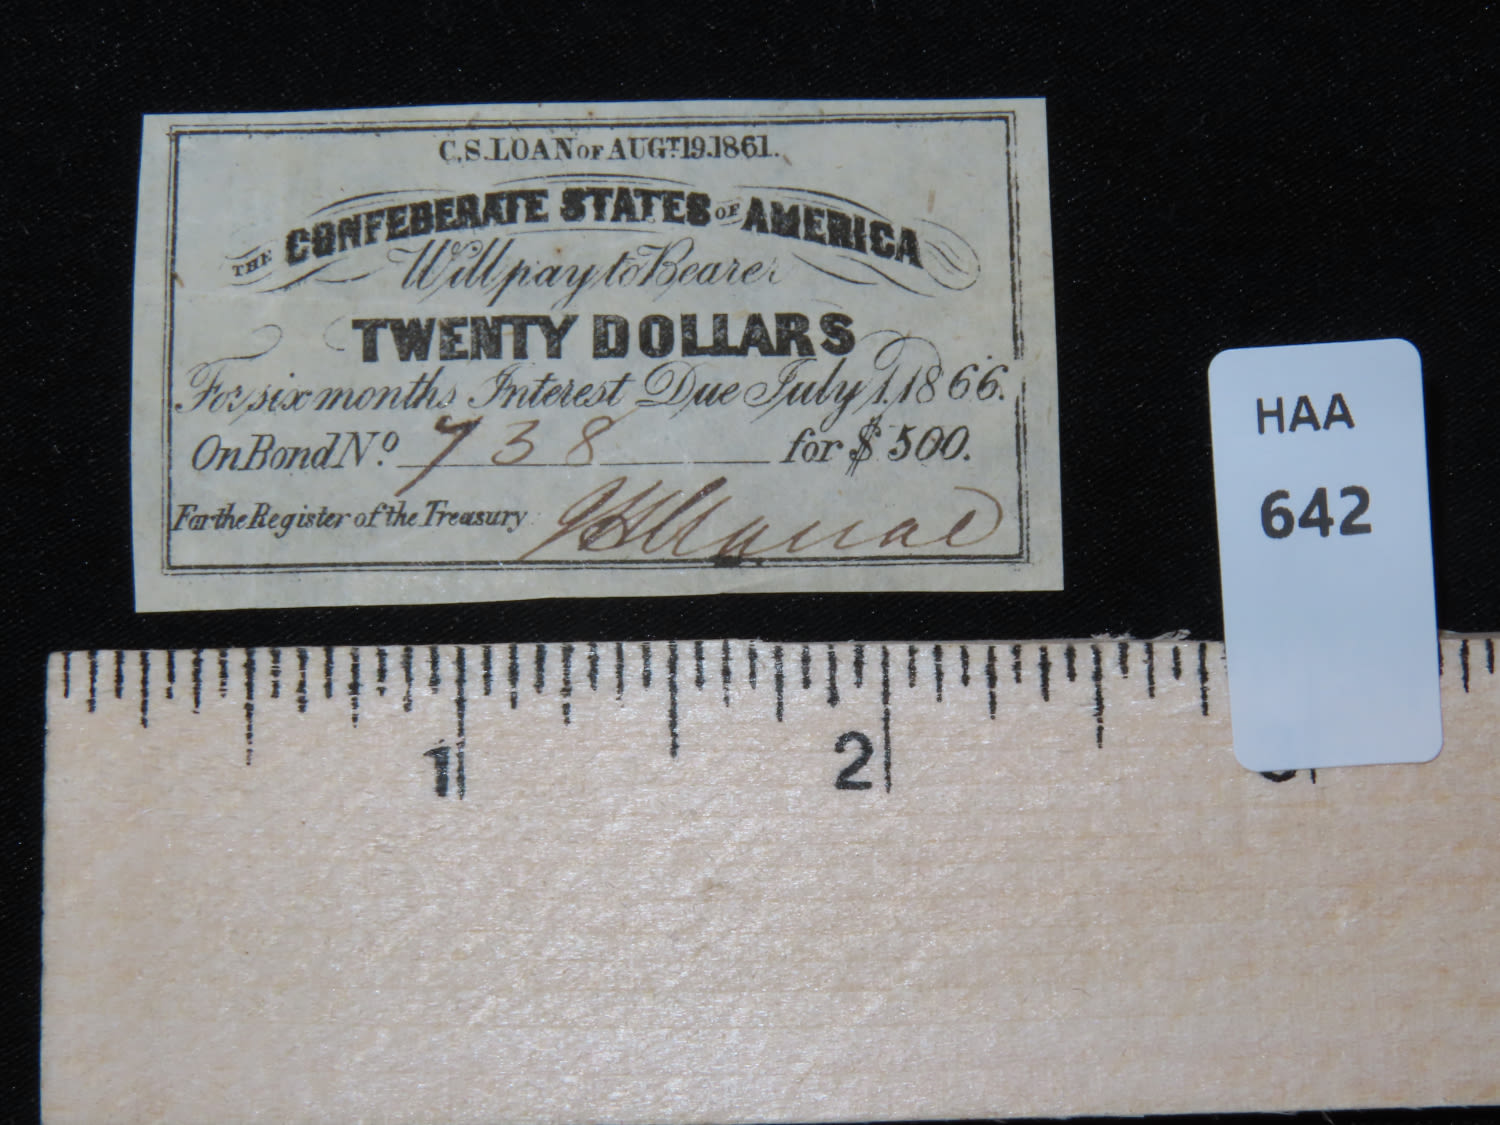 C.S. LOAN OF AUGT. 19. 1861.
THE CONFEDERATE STATES OF AMERICA
Will pay to Bearer
TWENTY DOLLARS
For six months Interest Due July 1, 1866.
On Bond No. 738 for $500.
For the Register of the Treasury
HAA
642
1 2